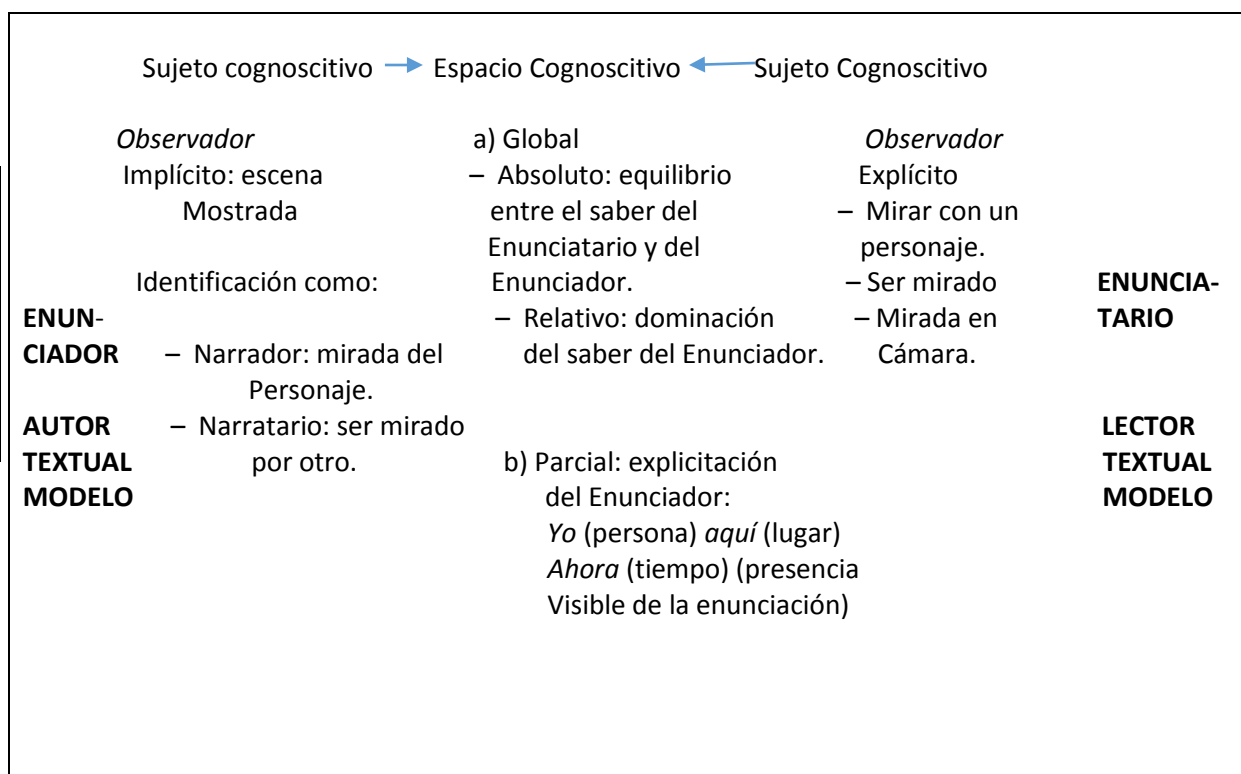 Sujeto cognoscitivo → Espacio Cognoscitivo ← Sujeto Cognoscitivo
Observador
Implícito: escena
Mostrada
Identificación como:
ENUN-
CIADOR
– Narrador: mirada del
Personaje.
AUTOR
TEXTUAL
MODELO
– Narratario: ser mirado
por otro.
a) Global
– Absoluto: equilibrio
entre el saber del
Enunciatario y del
Enunciador.
– Relativo: dominación
del saber del Enunciador.
b) Parcial: explicitación
del Enunciador:
Yo (persona) aquí (lugar)
Ahora (tiempo) (presencia
Visible de la enunciación)
Observador
Explícito
– Mirar con un
personaje.
– Ser mirado
– Mirada en
Cámara.
ENUNCIA-
TARIO
LECTOR
TEXTUAL
MODELO